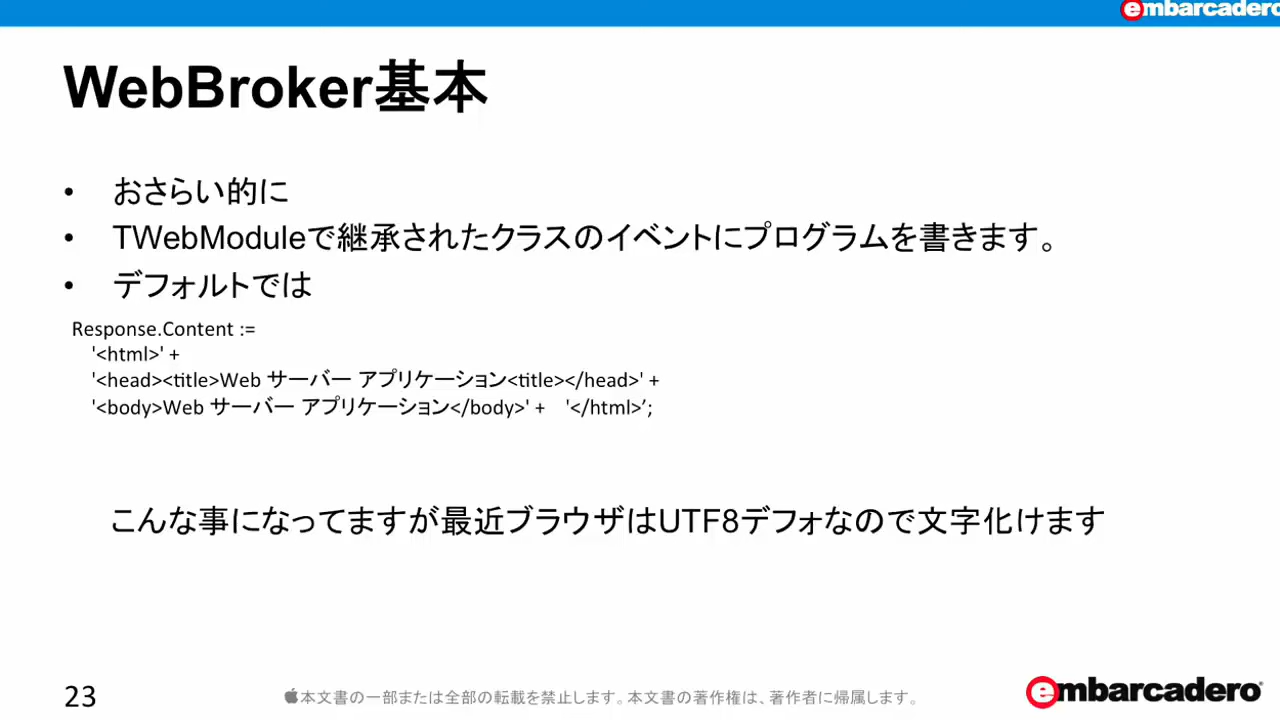 embarcadero
WebBroker基本
• おさらい的に
• TWebModuleで継承されたクラスのイベントにプログラムを書きます。
• デフォルトでは
Response.Content :=
'<html>' +
'<head><title>Web サーバー アプリケーション<title></head>' +
'<body>Web サーバー アプリケーション</body>' + '</html>’;
こんな事になってますが最近ブラウザはUTF8デフォなので文字化けます
23
本文書の一部または全部の転載を禁止します。本文書の著作権は、著作者に帰属します。
embarcadero®